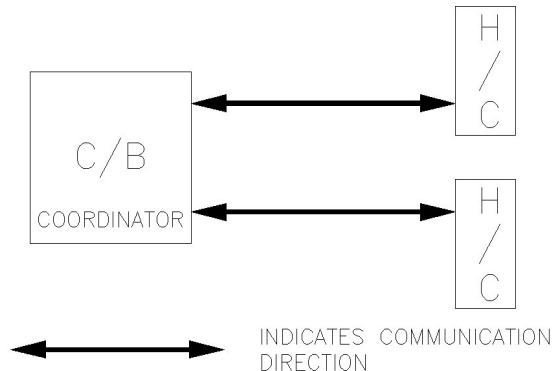 C/B
COORDINATOR
H
/
C
H
/
C
INDICATES COMMUNICATION
DIRECTION